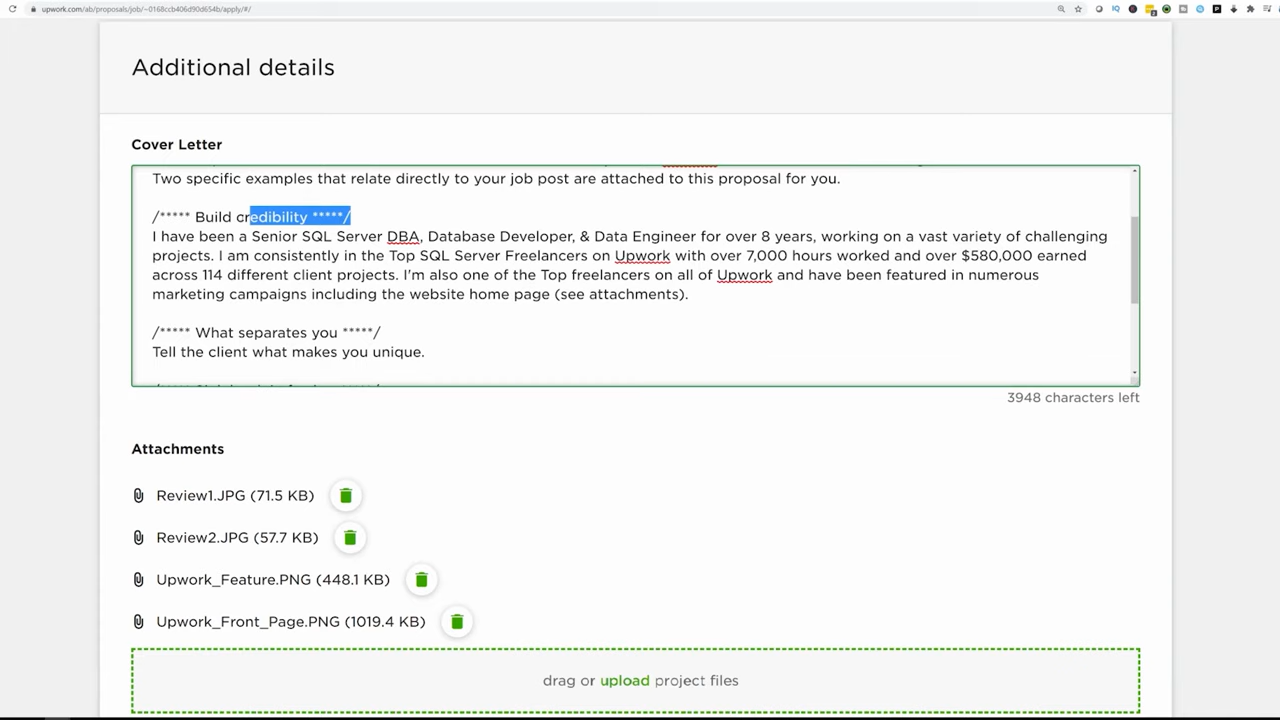 upwork.com/ab/proposals/job/~0168ccb406d90d654b/apply/#/
Additional details
Cover Letter
Two specific examples that relate directly to your job post are attached to this proposal for you.
/***** Build credibility *****/
I have been a Senior SQL Server DBA, Database Developer, & Data Engineer for over 8 years, working on a vast variety of challenging
projects. I am consistently in the Top SQL Server Freelancers on Upwork with over 7,000 hours worked and over $580,000 earned
across 114 different client projects. I'm also one of the Top freelancers on all of Upwork and have been featured in numerous
marketing campaigns including the website home page (see attachments).
/***** What separates you *****/
Tell the client what makes you unique.
3948 characters left
Attachments
Review1.JPG (71.5 KB)
Review2.JPG (57.7 KB)
Upwork_Feature.PNG (448.1 KB)
Upwork_Front_Page.PNG (1019.4 KB)
drag or upload project files